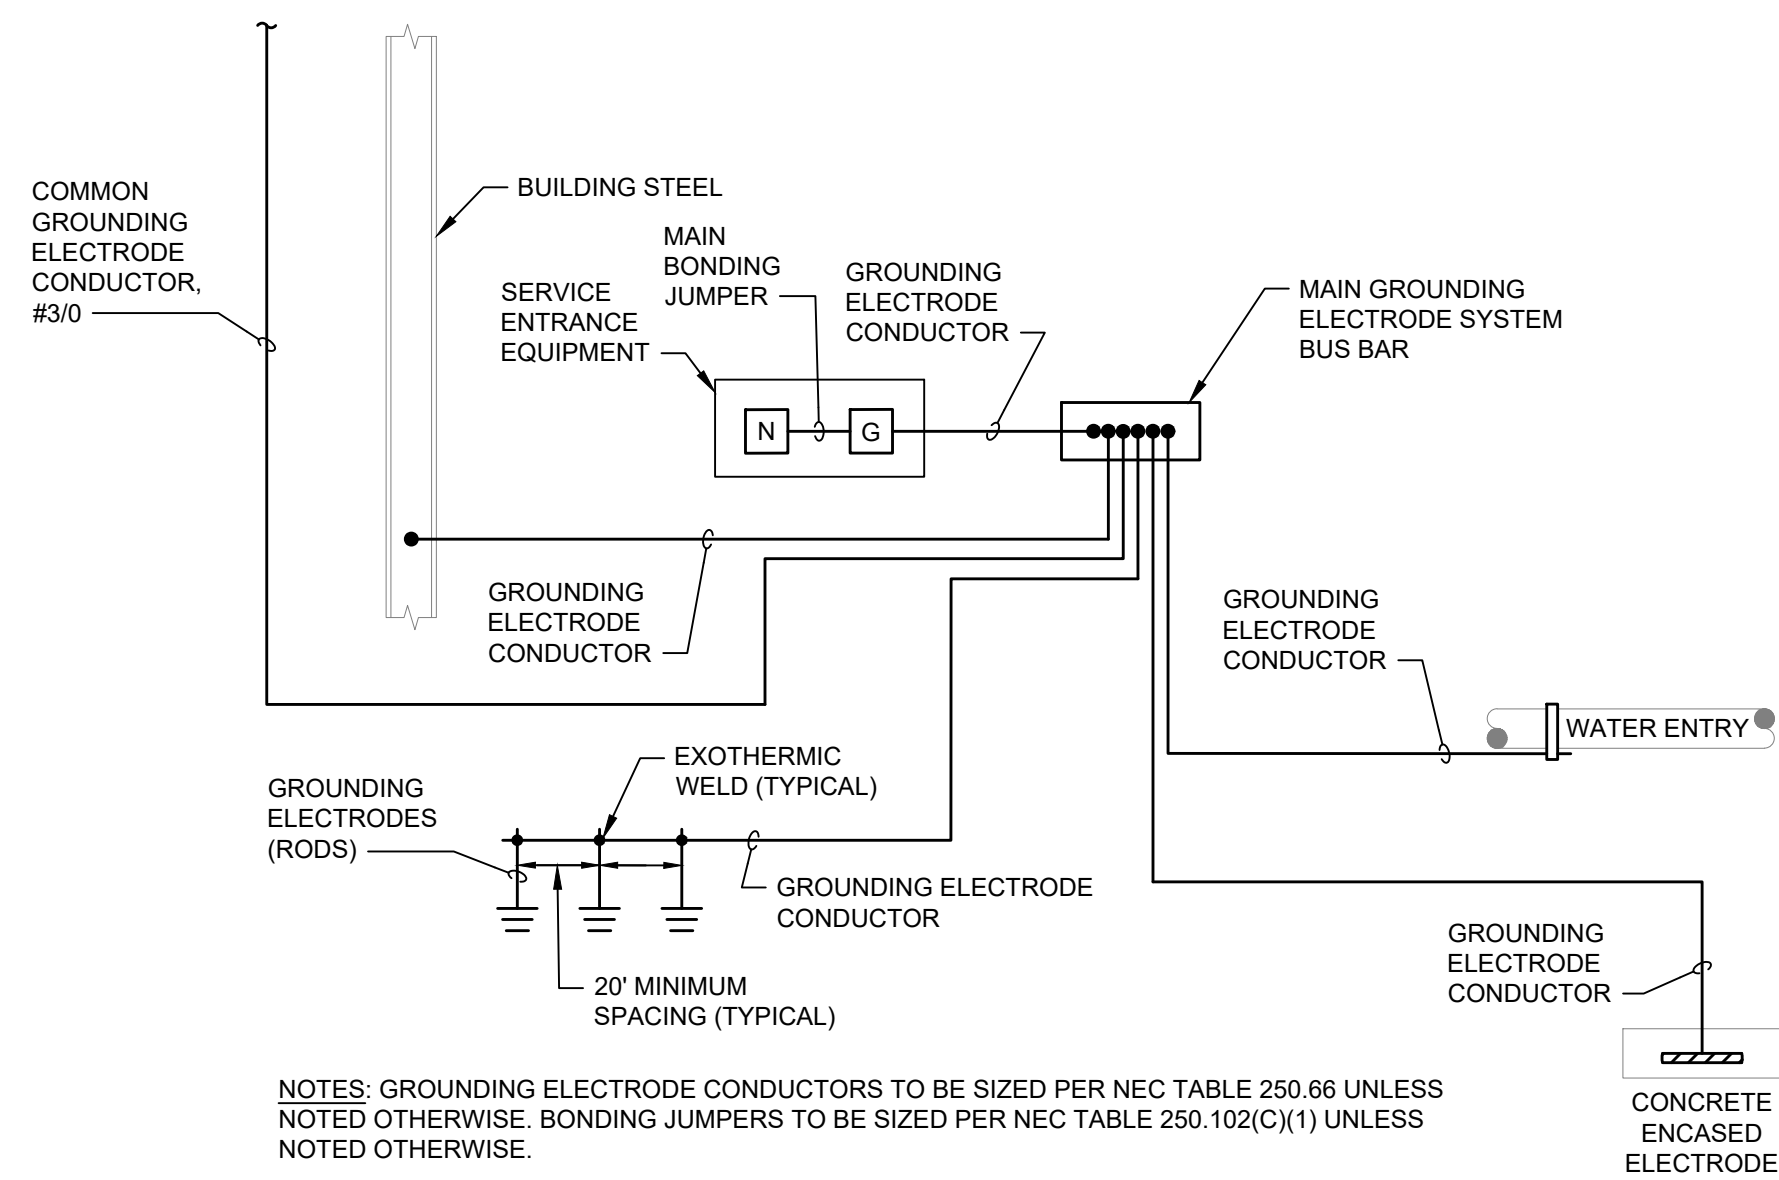 COMMON
GROUNDING
ELECTRODE
CONDUCTOR,
#3/0
BUILDING STEEL
MAIN
BONDING
JUMPER
SERVICE
ENTRANCE
EQUIPMENT
GROUNDING
ELECTRODE
CONDUCTOR
MAIN GROUNDING
ELECTRODE SYSTEM
BUS BAR
N
G
GROUNDING
ELECTRODE
CONDUCTOR
GROUNDING
ELECTRODE
CONDUCTOR
WATER ENTRY
EXOTHERMIC
WELD (TYPICAL)
GROUNDING
ELECTRODES
(RODS)
GROUNDING ELECTRODE
CONDUCTOR
20' MINIMUM
SPACING (TYPICAL)
GROUNDING
ELECTRODE
CONDUCTOR
CONCRETE
ENCASED
ELECTRODE
NOTES: GROUNDING ELECTRODE CONDUCTORS TO BE SIZED PER NEC TABLE 250.66 UNLESS
NOTED OTHERWISE. BONDING JUMPERS TO BE SIZED PER NEC TABLE 250.102(C)(1) UNLESS
NOTED OTHERWISE.